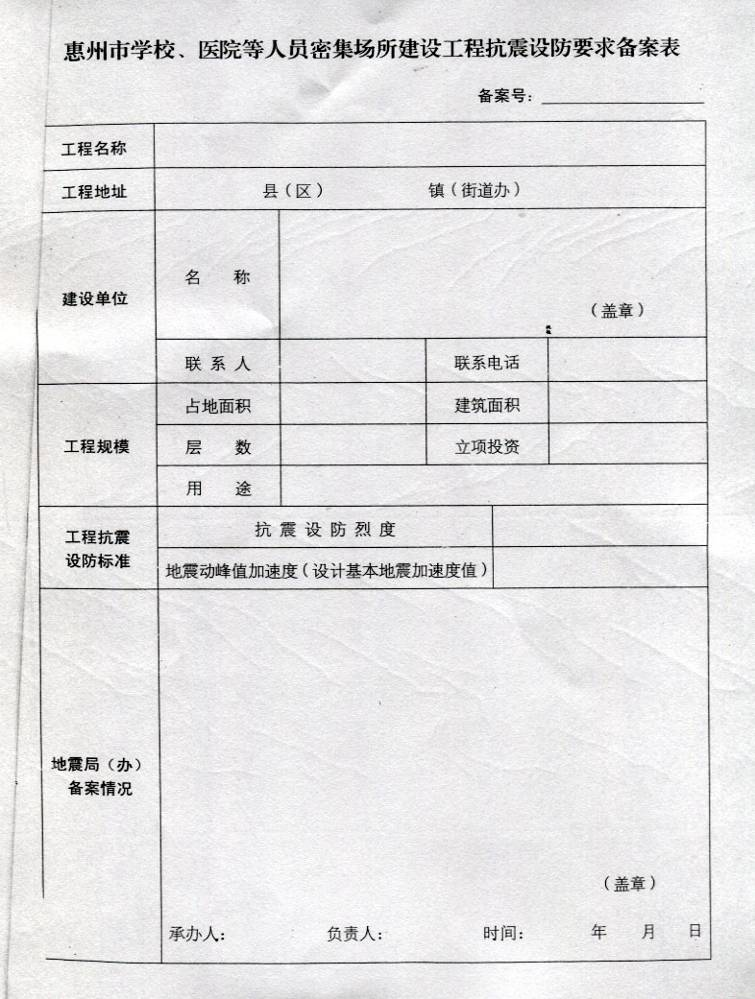 惠州市学校、医院等人员密集场所建设工程抗震设防要求备案表
备案号：
工程名称
工程地址 县（区） 镇（街道办）
建设单位
名 称
（盖章）
联 系 人 联系电话
工程规模
占地面积 建筑面积
层 数 立项投资
用 途
工程抗震
设防标准
抗 震 设 防 烈 度
地震动峰值加速度（设计基本地震加速度值）
地震局（办）
备案情况
（盖章）
承办人： 负责人： 时间： 年 月 日